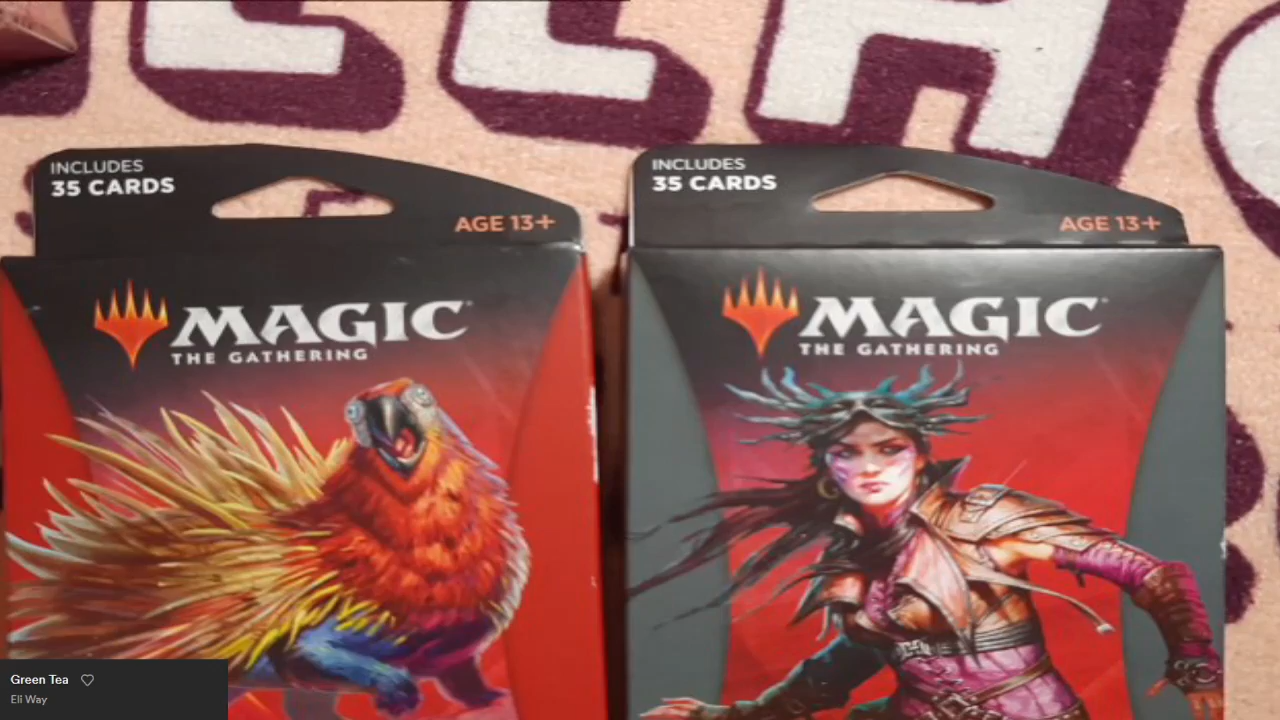 INCLUDES
35 CARDS
AGE 13+
MAGIC
THE GATHERING
INCLUDES
35 CARDS
AGE 13+
MAGIC
THE GATHERING
Green Tea
Eli Way